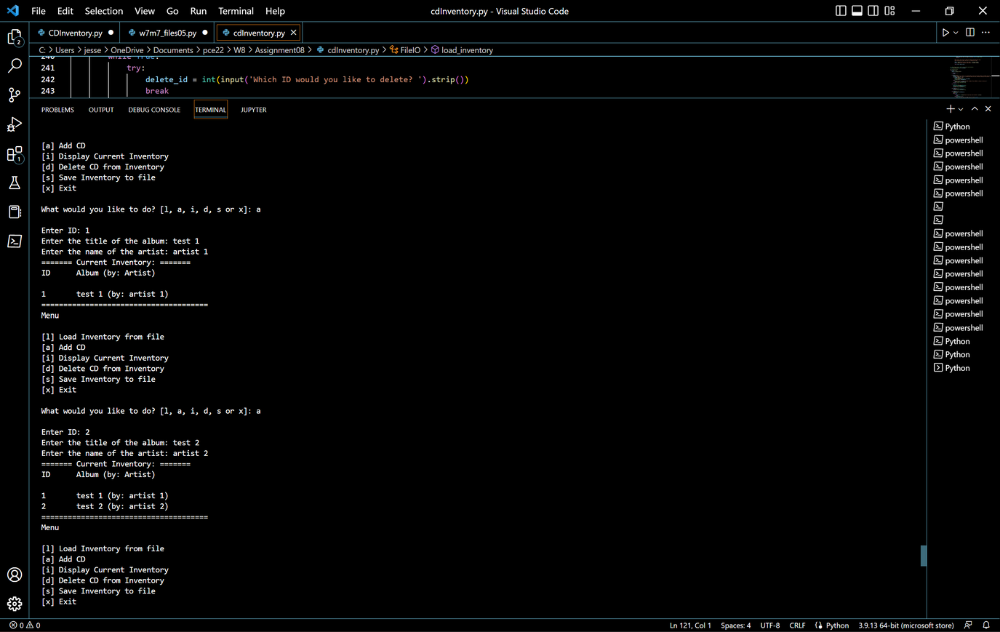 File Edit Selection View Go Run Terminal Help cdInventory.py - Visual Studio Code
CDInventory.py w7m7_files05.py cdInventory.py
C: > Users > jesse > OneDrive > Documents > pce22 > W8 > Assignment08 > cdInventory.py > FileIO > load_inventory
240 while True:
241 try:
242 delete_id = int(input('Which ID would you like to delete? ').strip())
243 break
PROBLEMS OUTPUT DEBUG CONSOLE TERMINAL JUPYTER
[a] Add CD
[i] Display Current Inventory
[d] Delete CD from Inventory
[s] Save Inventory to file
[x] Exit
What would you like to do? [l, a, i, d, s or x]: a
Enter ID: 1
Enter the title of the album: test 1
Enter the name of the artist: artist 1
======= Current Inventory: =======
ID Album (by: Artist)
1 test 1 (by: artist 1)
======================================
Menu
[l] Load Inventory from file
[a] Add CD
[i] Display Current Inventory
[d] Delete CD from Inventory
[s] Save Inventory to file
[x] Exit
What would you like to do? [l, a, i, d, s or x]: a
Enter ID: 2
Enter the title of the album: test 2
Enter the name of the artist: artist 2
======= Current Inventory: =======
ID Album (by: Artist)
1 test 1 (by: artist 1)
2 test 2 (by: artist 2)
======================================
Menu
[l] Load Inventory from file
[a] Add CD
[i] Display Current Inventory
[d] Delete CD from Inventory
[s] Save Inventory to file
[x] Exit
Python
powershell
powershell
powershell
powershell
powershell
powershell
powershell
powershell
powershell
powershell
powershell
powershell
powershell
Python
Python
Python
2
1
0 0 Ln 121, Col 1 Spaces: 4 UTF-8 CRLF Python 3.9.13 64-bit (microsoft store)